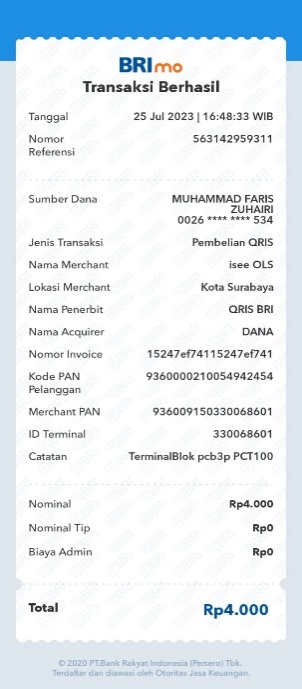 BRImo
Transaksi Berhasil
Tanggal 25 Jul 2023 | 16:48:33 WIB
Nomor 563142959311
Referensi
Sumber Dana MUHAMMAD FARIS
ZUHAIRI
0026 **** **** 534
Jenis Transaksi Pembelian QRIS
Nama Merchant isee OLS
Lokasi Merchant Kota Surabaya
Nama Penerbit QRIS BRI
Nama Acquirer DANA
Nomor Invoice 15247ef74115247ef741
Kode PAN 9360000210054942454
Pelanggan
Merchant PAN 936009150330068601
ID Terminal 330068601
Catatan TerminalBlok pcb3p PCT100
Nominal Rp4.000
Nominal Tip Rp0
Biaya Admin Rp0
Total Rp4.000
© 2020 PT.Bank Rakyat Indonesia (Persero) Tbk.
Terdaftar dan diawasi oleh Otoritas Jasa Keuangan.